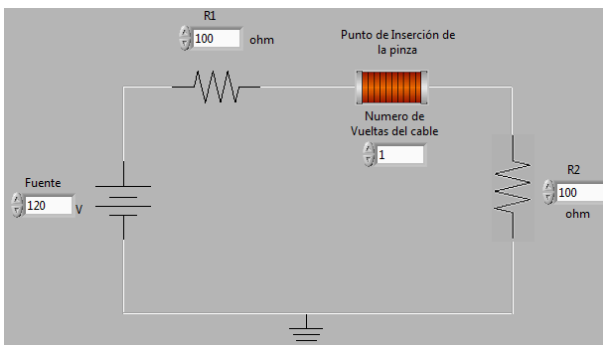 R1
100 ohm
Punto de Inserción de
la pinza
Numero de
Vueltas del cable
1
Fuente
120 V
R2
100
ohm